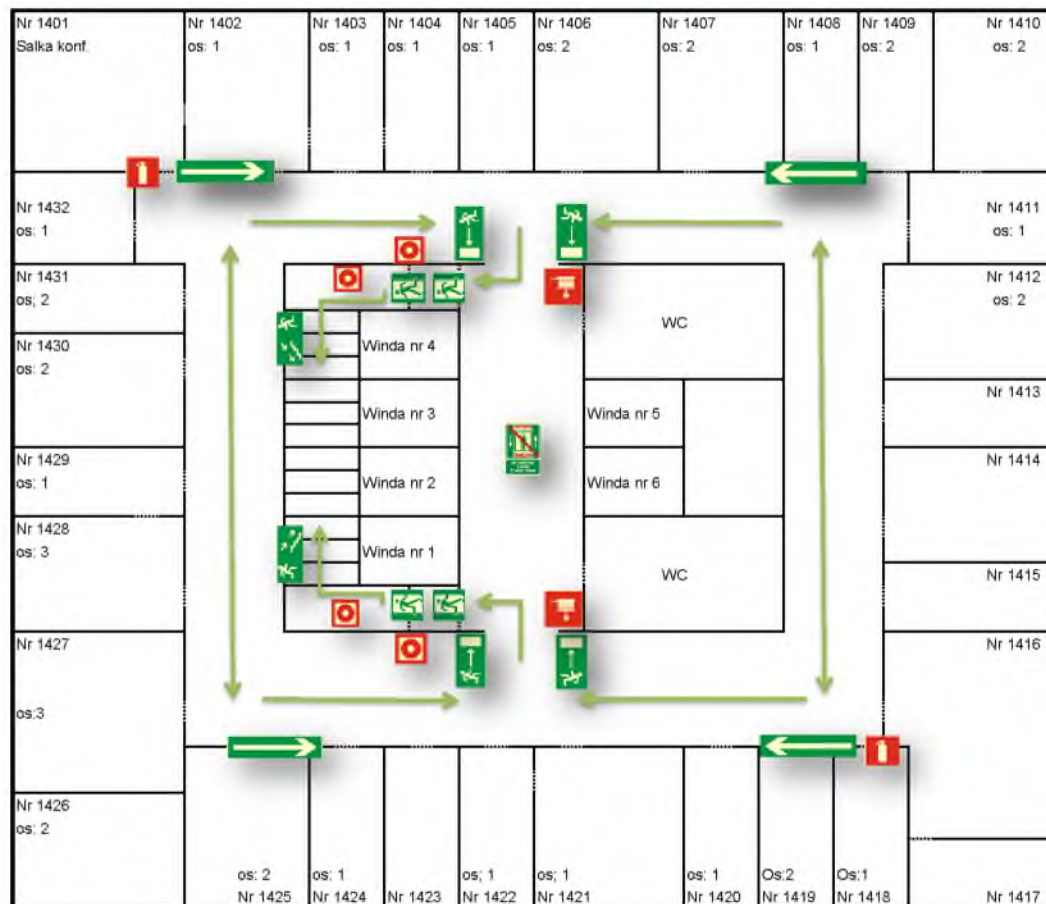 Nr 1401
Salka konf.
Nr 1402
os: 1
Nr 1403
os: 1
Nr 1404
os: 1
Nr 1405
os: 1
Nr 1406
os: 2
Nr 1407
os: 2
Nr 1408
os: 1
Nr 1409
os: 2
Nr 1410
os: 2
Nr 1432
os: 1
Nr 1411
os: 1
Nr 1431
os; 2
Nr 1412
os: 2
WC
Nr 1430
os: 2
Winda nr 4
Nr 1413
Winda nr 3
Winda nr 5
Nr 1429
os: 1
Nr 1414
Winda nr 2
Winda nr 6
Nr 1428
os: 3
Winda nr 1
WC
Nr 1415
Nr 1427
os:3
Nr 1416
Nr 1426
os: 2
os: 2
Nr 1425
os: 1
Nr 1424
Nr 1423
os; 1
Nr 1422
os; 1
Nr 1421
os: 1
Nr 1420
Os:2
Nr 1419
Os:1
Nr 1418
Nr 1417